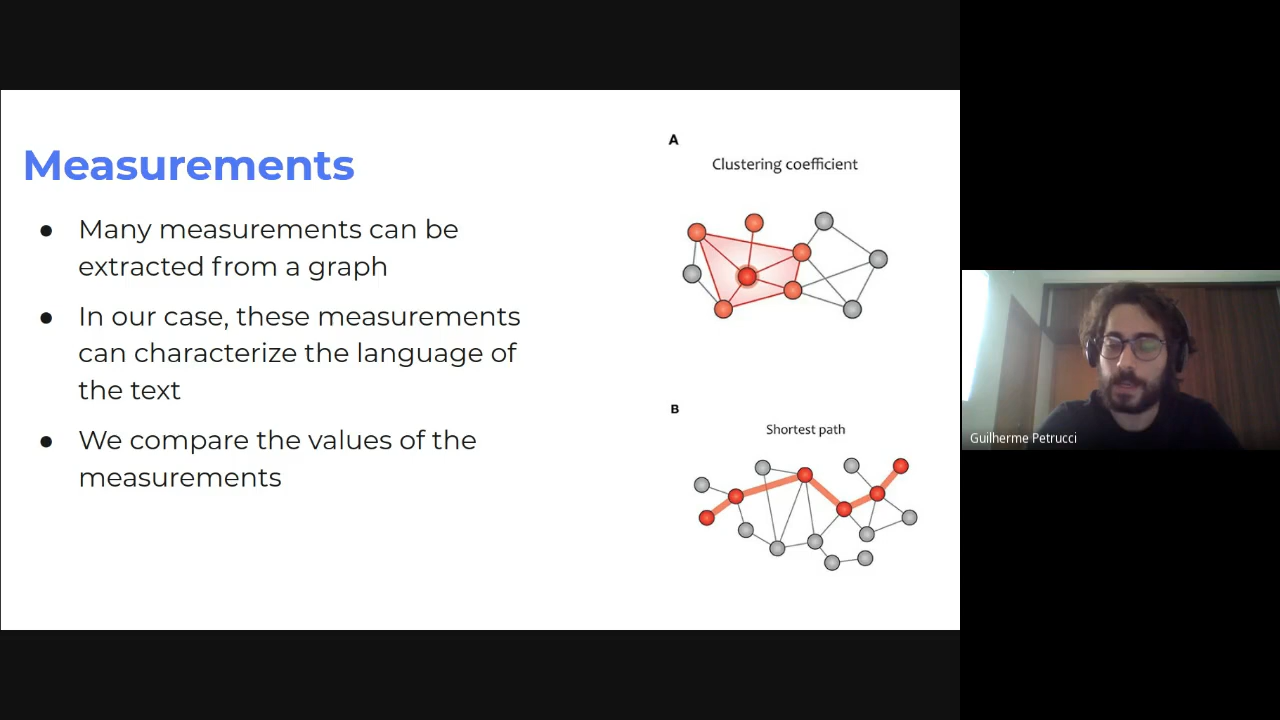 Measurements
● Many measurements can be
extracted from a graph
● In our case, these measurements
can characterize the language of
the text
● We compare the values of the
measurements
A
Clustering coefficient
B
Shortest path
Guilherme Petrucci